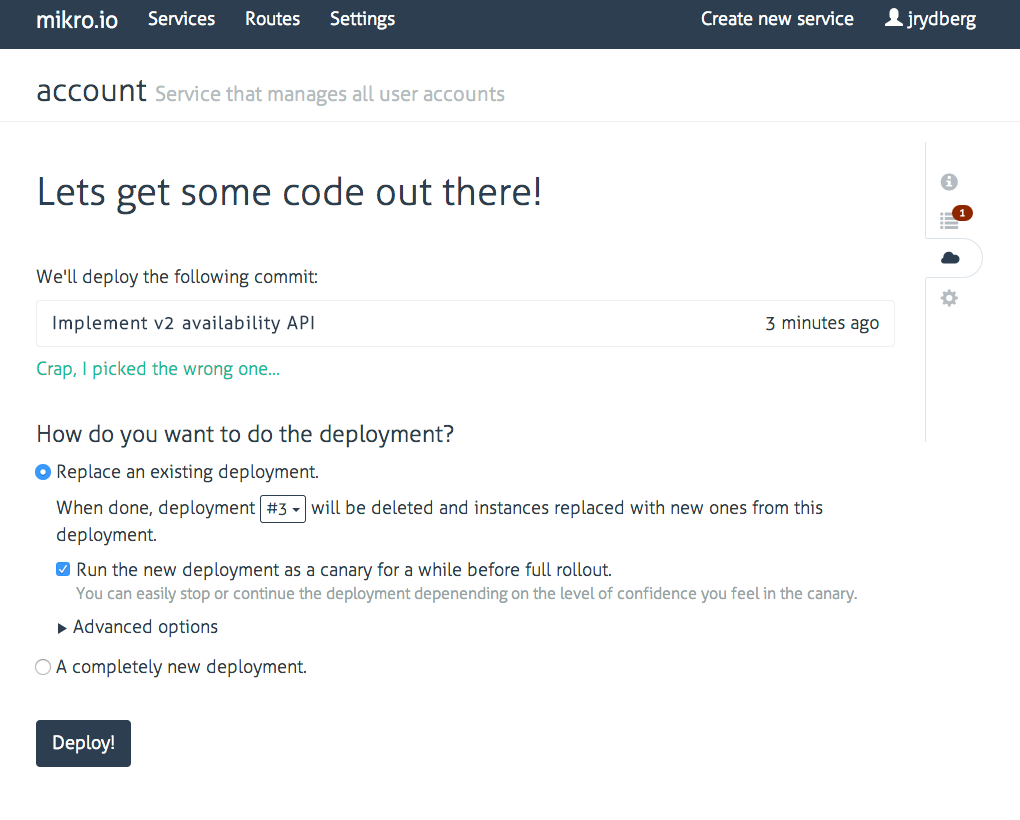 mikro.io Services Routes Settings Create new service jrydberg
account Service that manages all user accounts
Lets get some code out there!
1
We'll deploy the following commit:
Implement v2 availability API 3 minutes ago
Crap, I picked the wrong one...
How do you want to do the deployment?
Replace an existing deployment.
When done, deployment #3 will be deleted and instances replaced with new ones from this
deployment.
Run the new deployment as a canary for a while before full rollout.
You can easily stop or continue the deployment depenending on the level of confidence you feel in the canary.
Advanced options
A completely new deployment.
Deploy!